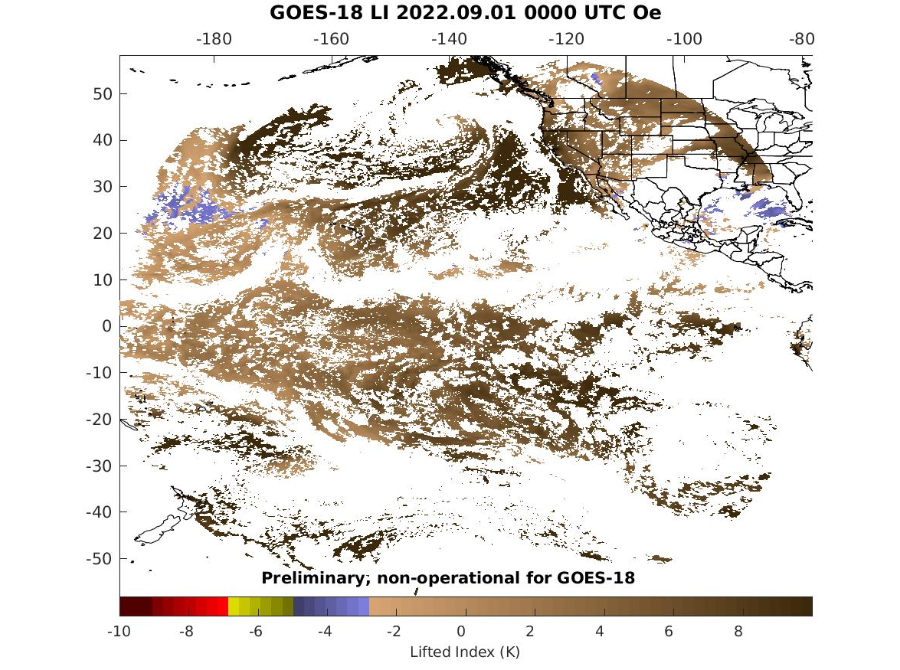 GOES-18 LI 2022.09.01 0000 UTC Oe
-180 -160 -140 -120 -100 -80
50
40
30
20
10
0
-10
-20
-30
-40
-50
Preliminary; non-operational for GOES-18
-10 -8 -6 -4 -2 0 2 4 6 8
Lifted Index (K)